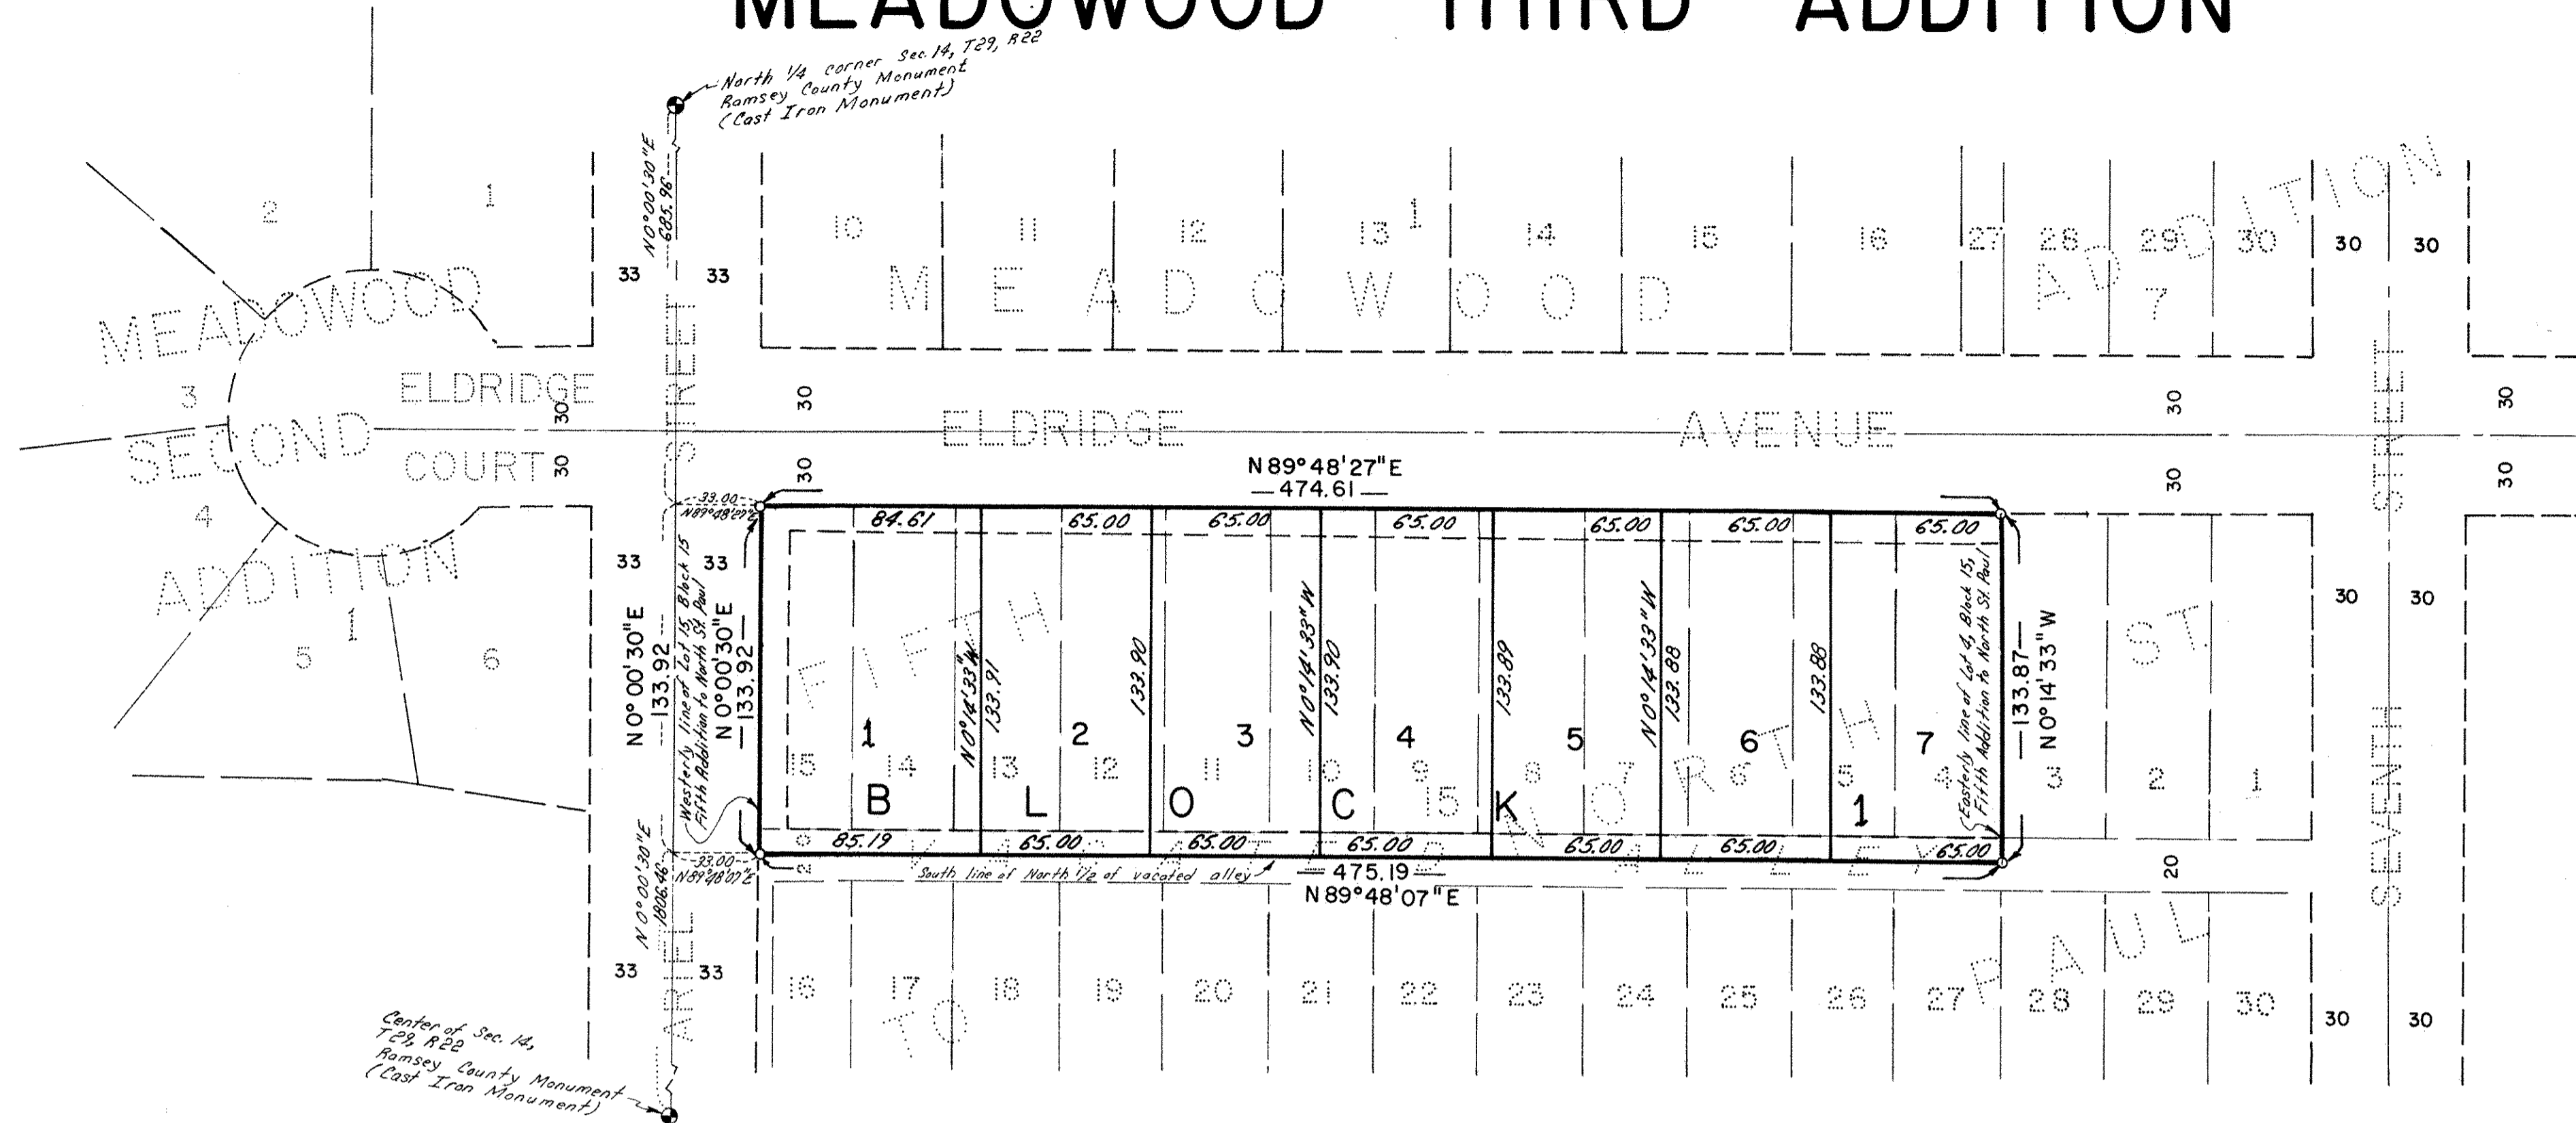 MEADOWOOD THIRD ADDITION
North 1/4 corner Sec. 14, T29, R22
Ramsey County Monument
(Cast Iron Monument)
N0°00'30"E
685.96
2
1
10
11
12
13
1
14
15
16
27
28
29
30
30
30
33
33
MEADOWOOD
ADDITION
7
MEADOWOOD
SECOND
ADDITION
1
3
4
5
6
ELDRIDGE
COURT
30
30
STREET
30
30
ELDRIDGE AVENUE
30
30
30
30
STREET
N89°48'27"E
474.61
33.00
N89°48'27"E
84.61
65.00
65.00
65.00
65.00
65.00
65.00
33
33
30
30
N0°00'30"E
133.92
Westerly line of Lot 15, Block 15
Fifth Addition to North St. Paul
N0°00'30"E
133.92
N0°14'33"W
133.91
133.90
N0°14'33"W
133.90
133.89
N0°14'33"W
133.88
133.88
Easterly line of Lot 4, Block 15,
Fifth Addition to North St. Paul
133.87
N0°14'33"W
FIFTH
1
2
3
4
5
6
7
15
14
13
12
11
10
9
8
7
6
5
4
3
2
1
BLOCK 1
15
NORTH
ST.
PAUL
TO
SEVENTH
85.19
65.00
65.00
65.00
65.00
65.00
65.00
33.00
N89°48'07"E
20
VACATED ALLEY
South line of North 1/2 of vacated alley
475.19
N89°48'07"E
20
N0°00'30"E
1806.46
33
33
ARIEL
16
17
18
19
20
21
22
23
24
25
26
27
28
29
30
30
30
Center of Sec. 14,
T29, R22
Ramsey County Monument
(Cast Iron Monument)